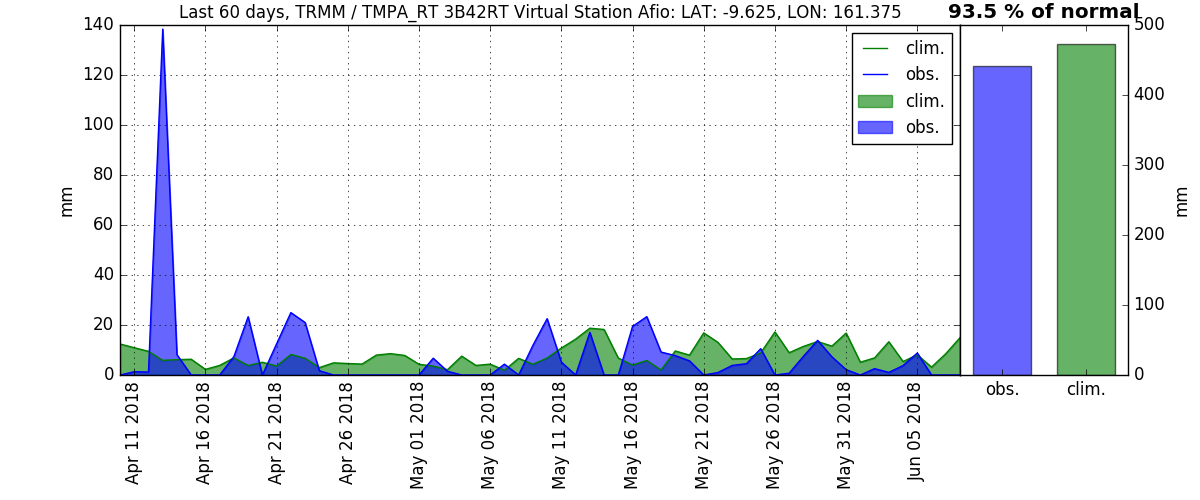 Last 60 days, TRMM / TMPA_RT 3B42RT Virtual Station Afio: LAT: -9.625, LON: 161.375
93.5 % of normal
140
120
100
80
60
40
20
0
mm
clim.
obs.
clim.
obs.
Apr 11 2018
Apr 16 2018
Apr 21 2018
Apr 26 2018
May 01 2018
May 06 2018
May 11 2018
May 16 2018
May 21 2018
May 26 2018
May 31 2018
Jun 05 2018
500
400
300
200
100
0
mm
obs.
clim.